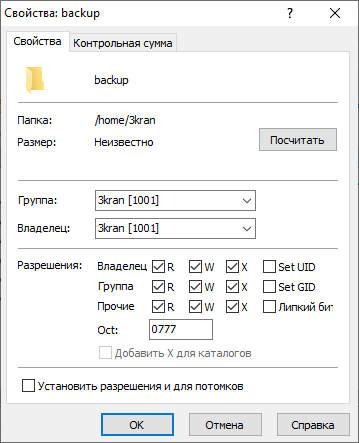 Свойства: backup
Свойства Контрольная сумма
backup
Папка: /home/3kran
Размер: Неизвестно Посчитать
Группа: 3kran [1001]
Владелец: 3kran [1001]
Разрешения: Владелец R W X Set UID
Группа R W X Set GID
Прочие R W X Липкий бит
Oct: 0777
Добавить X для каталогов
Установить разрешения и для потомков
OK Отмена Справка